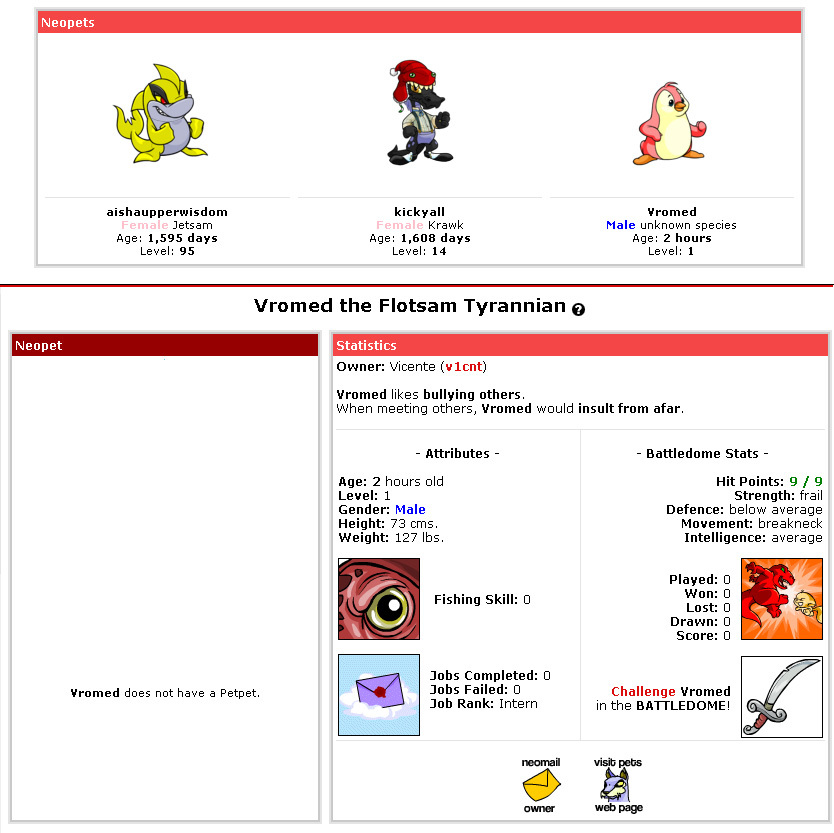 Neopets
aishaupperwisdom
Female Jetsam
Age: 1,595 days
Level: 95
kickyall
Female Krawk
Age: 1,608 days
Level: 14
Vromed
Male unknown species
Age: 2 hours
Level: 1
Vromed the Flotsam Tyrannian ?
Neopet
Vromed does not have a Petpet.
Statistics
Owner: Vicente (v1cnt)
Vromed likes bullying others.
When meeting others, Vromed would insult from afar.
- Attributes -
Age: 2 hours old
Level: 1
Gender: Male
Height: 73 cms.
Weight: 127 lbs.
Fishing Skill: 0
Jobs Completed: 0
Jobs Failed: 0
Job Rank: Intern
- Battledome Stats -
Hit Points: 9 / 9
Strength: frail
Defence: below average
Movement: breakneck
Intelligence: average
Played: 0
Won: 0
Lost: 0
Drawn: 0
Score: 0
Challenge Vromed
in the BATTLEDOME!
neomail
owner
visit pets
web page